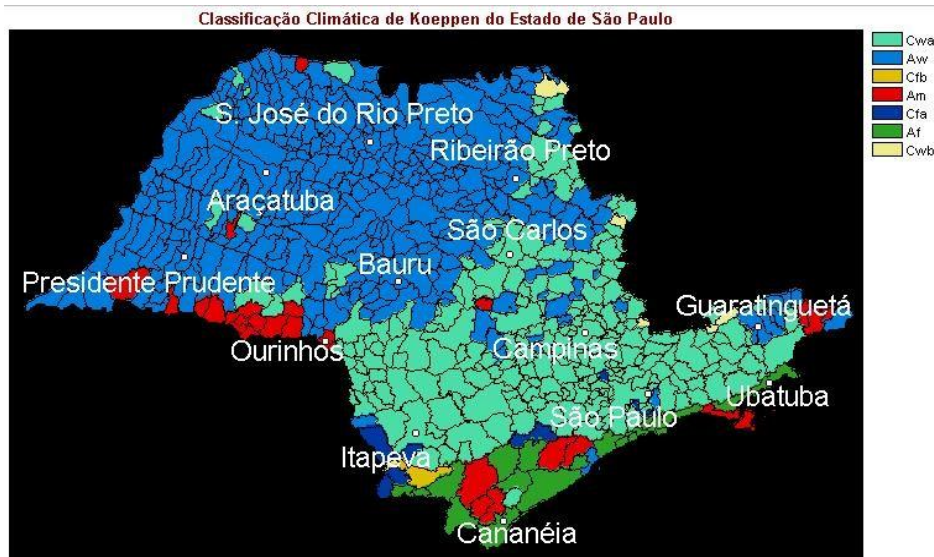 Classificação Climática de Koeppen do Estado de São Paulo
Cwa
Aw
Cfb
Am
Cfa
Af
Cwb
S. José do Rio Preto
Ribeirão Preto
Araçatuba
São Carlos
Presidente Prudente
Bauru
Guaratinguetá
Ourinhos
Campinas
Ubatuba
São Paulo
Itapeva
Cananéia